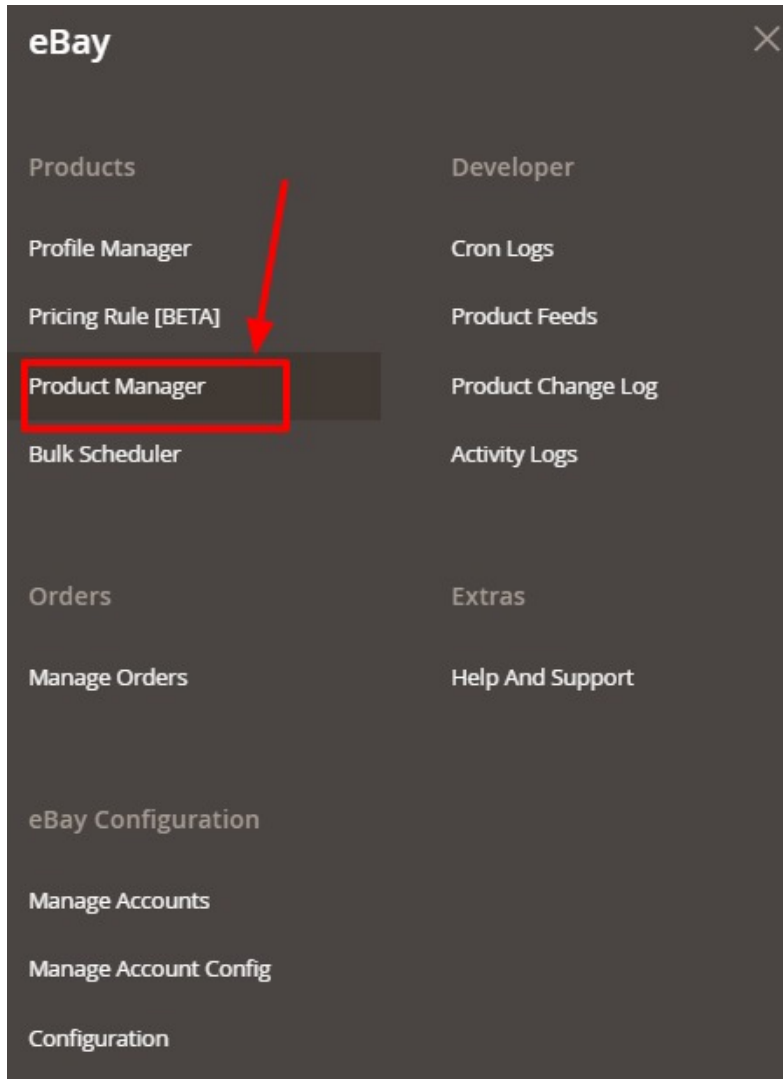 eBay
Products
Profile Manager
Pricing Rule [BETA]
Product Manager
Bulk Scheduler
Developer
Cron Logs
Product Feeds
Product Change Log
Activity Logs
Orders
Manage Orders
Extras
Help And Support
eBay Configuration
Manage Accounts
Manage Account Config
Configuration